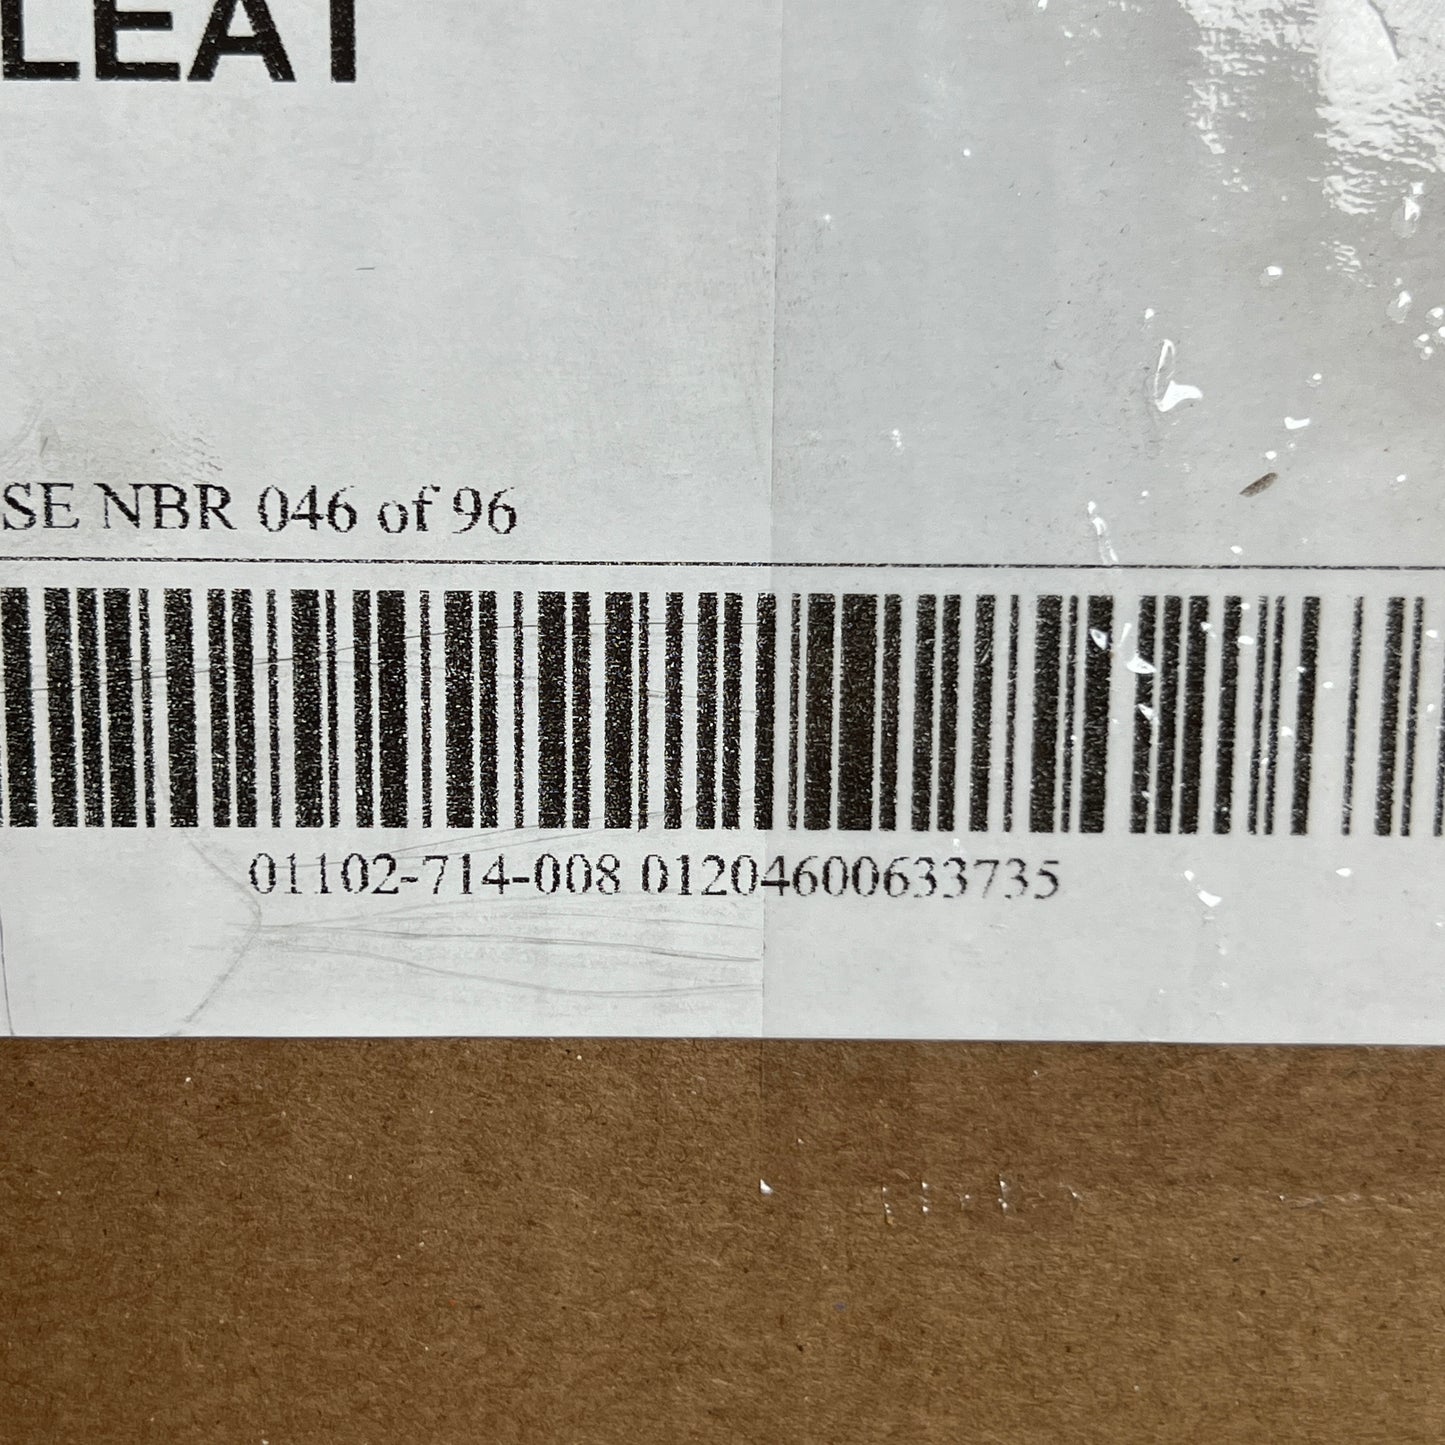 LEAT
SE NBR 046 of 96
01102-714-008 01204600633735